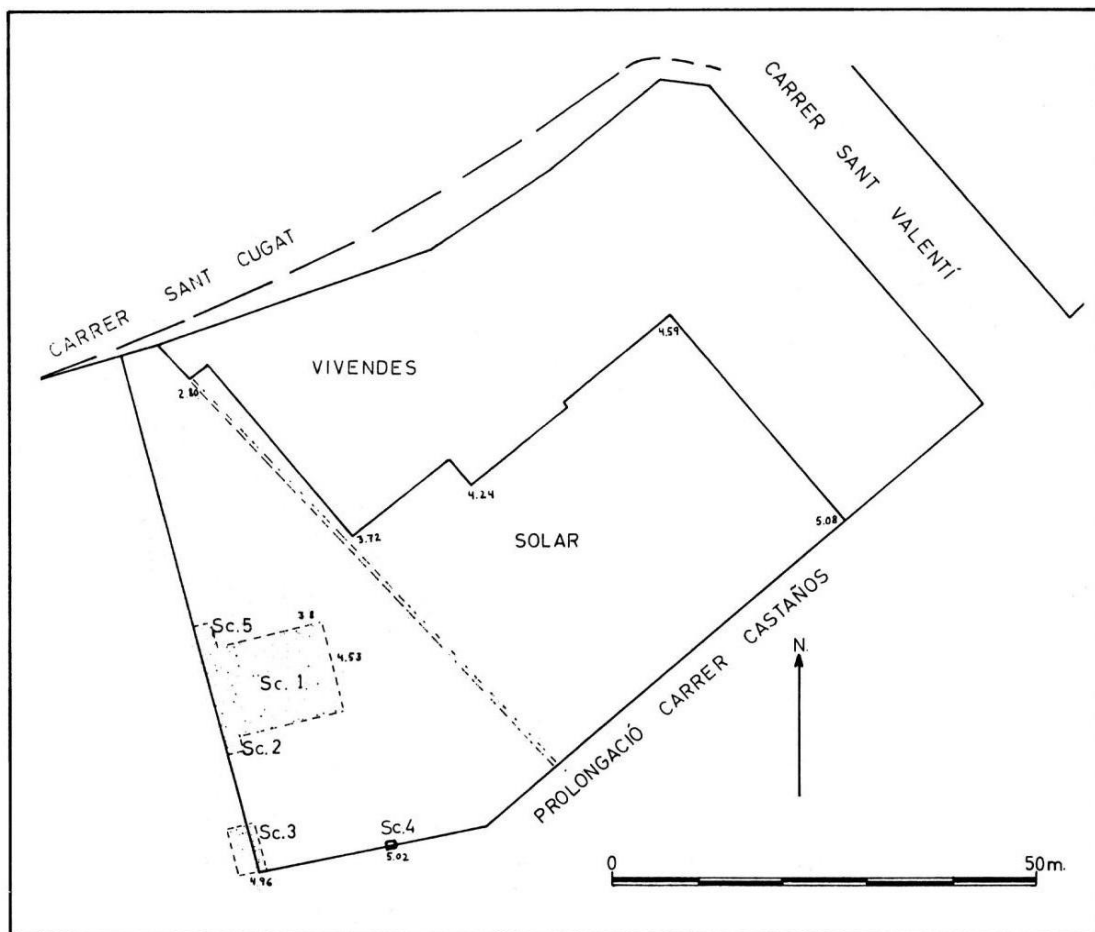 CARRER SANT VALENTÍ
CARRER SANT CUGAT
4.59
VIVENDES
2.80
4.24
5.08
3.72
SOLAR
PROLONGACIÓ CARRER CASTAÑOS
Sc.5
3.8
4.53
Sc. 1
N.
Sc.2
Sc.3
Sc.4
5.02
4.96
0
50m.